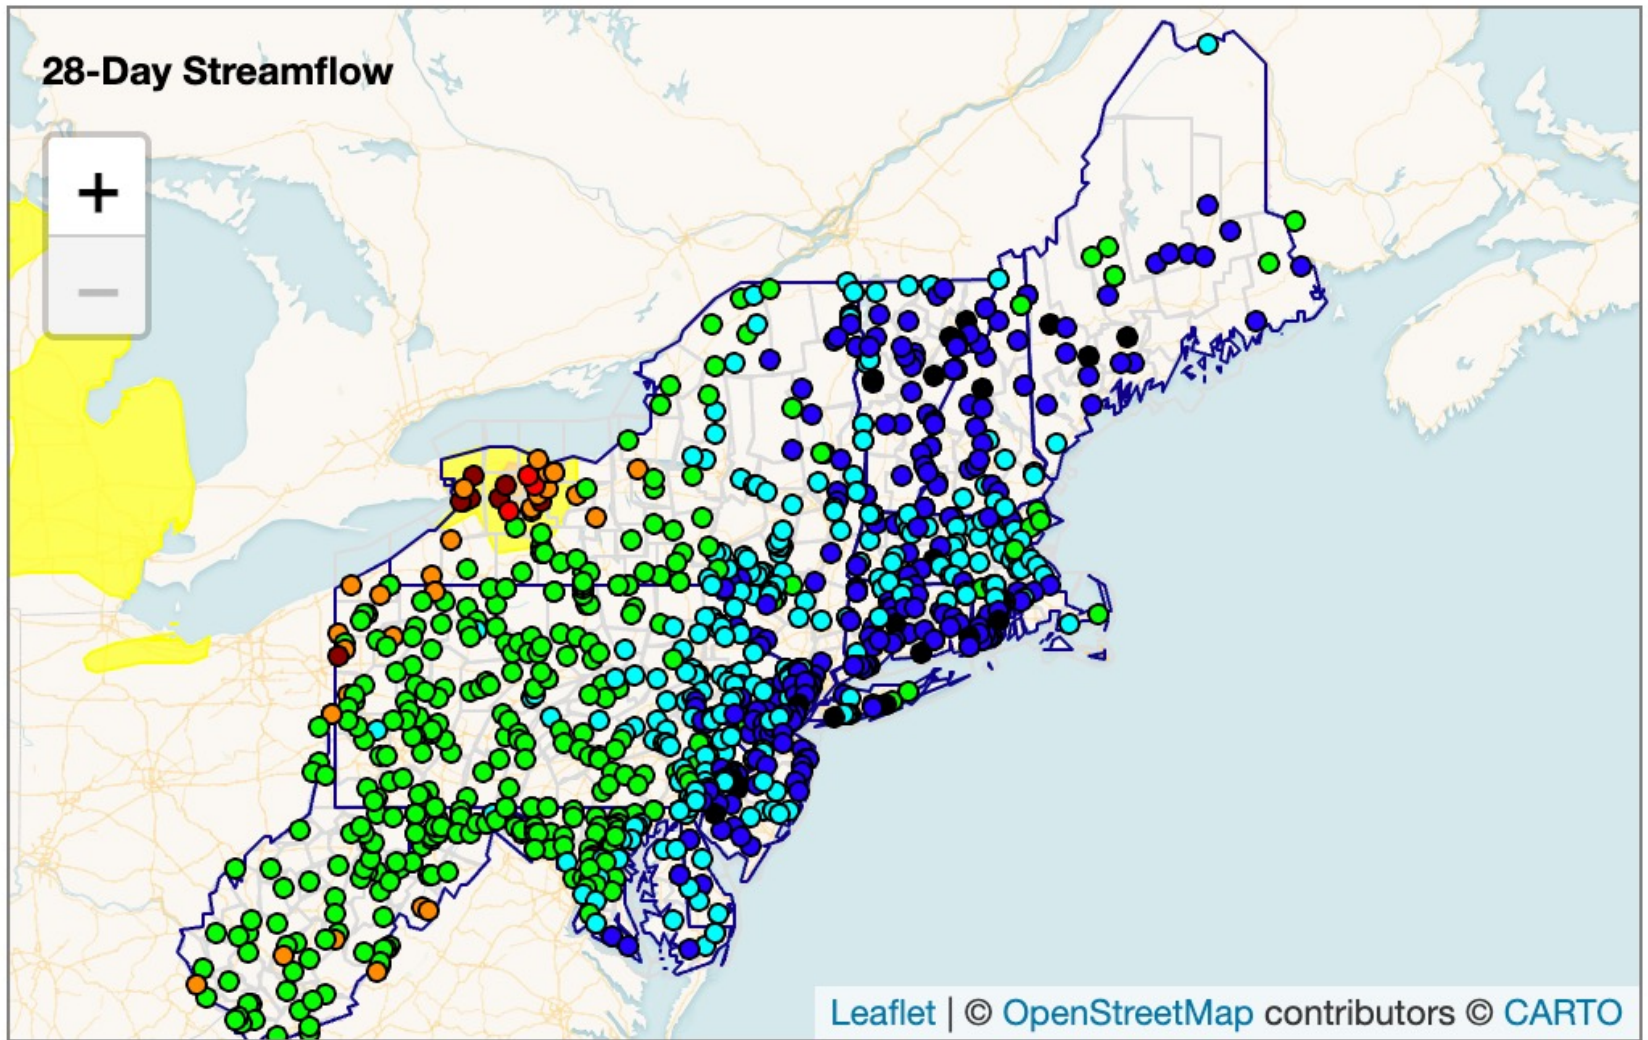 28-Day Streamflow
+
−
Leaflet | © OpenStreetMap contributors © CARTO